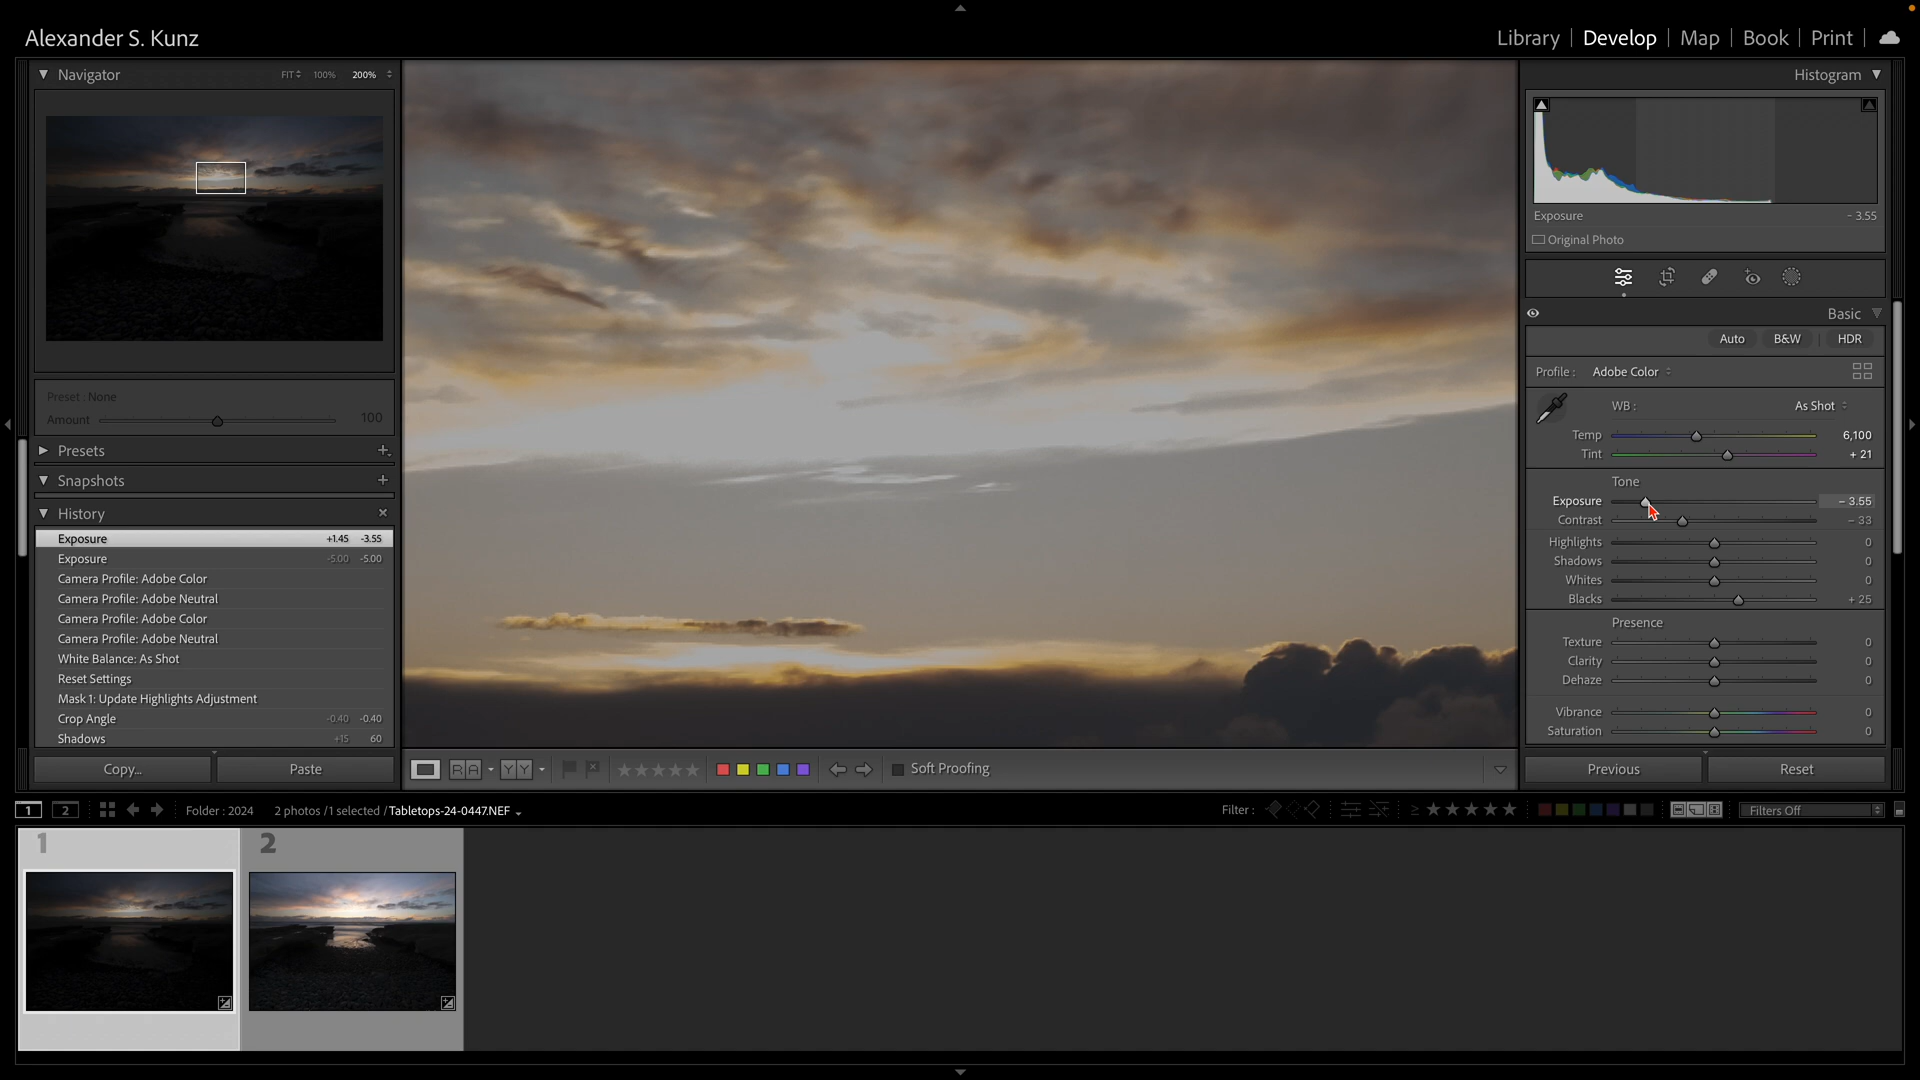 Alexander S. Kunz
Library | Develop | Map | Book | Print
Navigator FIT 100% 200%
Preset : None
Amount 100
Presets +
Snapshots +
History ×
Exposure +1.45 -3.55
Exposure -5.00 -5.00
Camera Profile: Adobe Color
Camera Profile: Adobe Neutral
Camera Profile: Adobe Color
Camera Profile: Adobe Neutral
White Balance: As Shot
Reset Settings
Mask 1: Update Highlights Adjustment
Crop Angle -0.40 -0.40
Shadows +15 60
Copy... Paste
R A Y Y Soft Proofing
Histogram
Exposure - 3.55
Original Photo
Basic
Auto B&W HDR
Profile : Adobe Color
WB : As Shot
Temp 6,100
Tint + 21
Tone
Exposure - 3.55
Contrast - 33
Highlights 0
Shadows 0
Whites 0
Blacks + 25
Presence
Texture 0
Clarity 0
Dehaze 0
Vibrance 0
Saturation 0
Previous Reset
1 2 Folder : 2024 2 photos /1 selected /Tabletops-24-0447.NEF Filter : ≥ Filters Off
1 2